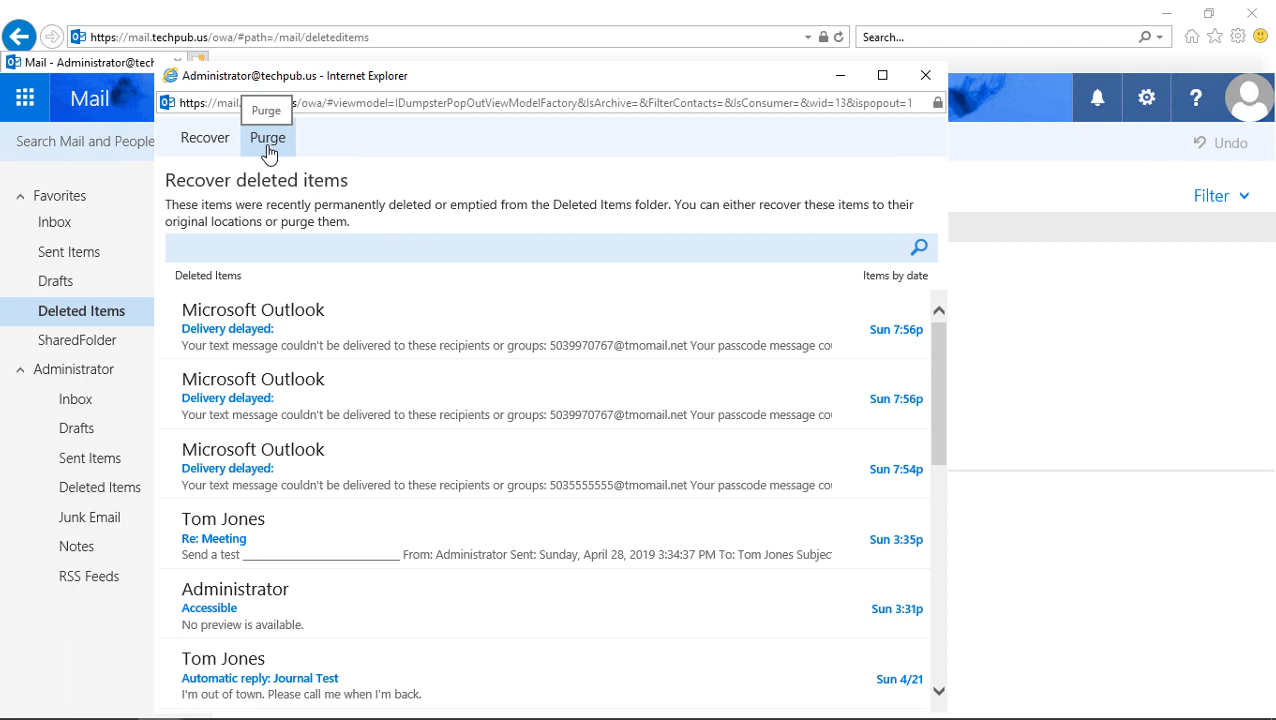 https://mail.techpub.us/owa/#path=/mail/deleteditems
Search...
Mail - Administrator@tech
Administrator@techpub.us - Internet Explorer
https://mail. s/owa/#viewmodel=IDumpsterPopOutViewModelFactory&IsArchive=&FilterContacts=&IsConsumer=&wid=13&ispopout=1
Mail
?
Purge
Search Mail and People
Recover
Purge
Undo
Recover deleted items
These items were recently permanently deleted or emptied from the Deleted Items folder. You can either recover these items to their
original locations or purge them.
Filter
Favorites
Inbox
Sent Items
Drafts
Deleted Items
SharedFolder
Administrator
Inbox
Drafts
Sent Items
Deleted Items
Junk Email
Notes
RSS Feeds
Deleted Items
Items by date
Microsoft Outlook
Delivery delayed:
Sun 7:56p
Your text message couldn't be delivered to these recipients or groups: 5039970767@tmomail.net Your passcode message cou
Microsoft Outlook
Delivery delayed:
Sun 7:56p
Your text message couldn't be delivered to these recipients or groups: 5039970767@tmomail.net Your passcode message cou
Microsoft Outlook
Delivery delayed:
Sun 7:54p
Your text message couldn't be delivered to these recipients or groups: 5035555555@tmomail.net Your passcode message cou
Tom Jones
Re: Meeting
Sun 3:35p
Send a test ________________________ From: Administrator Sent: Sunday, April 28, 2019 3:34:37 PM To: Tom Jones Subjec
Administrator
Accessible
Sun 3:31p
No preview is available.
Tom Jones
Automatic reply: Journal Test
Sun 4/21
I'm out of town. Please call me when I'm back.